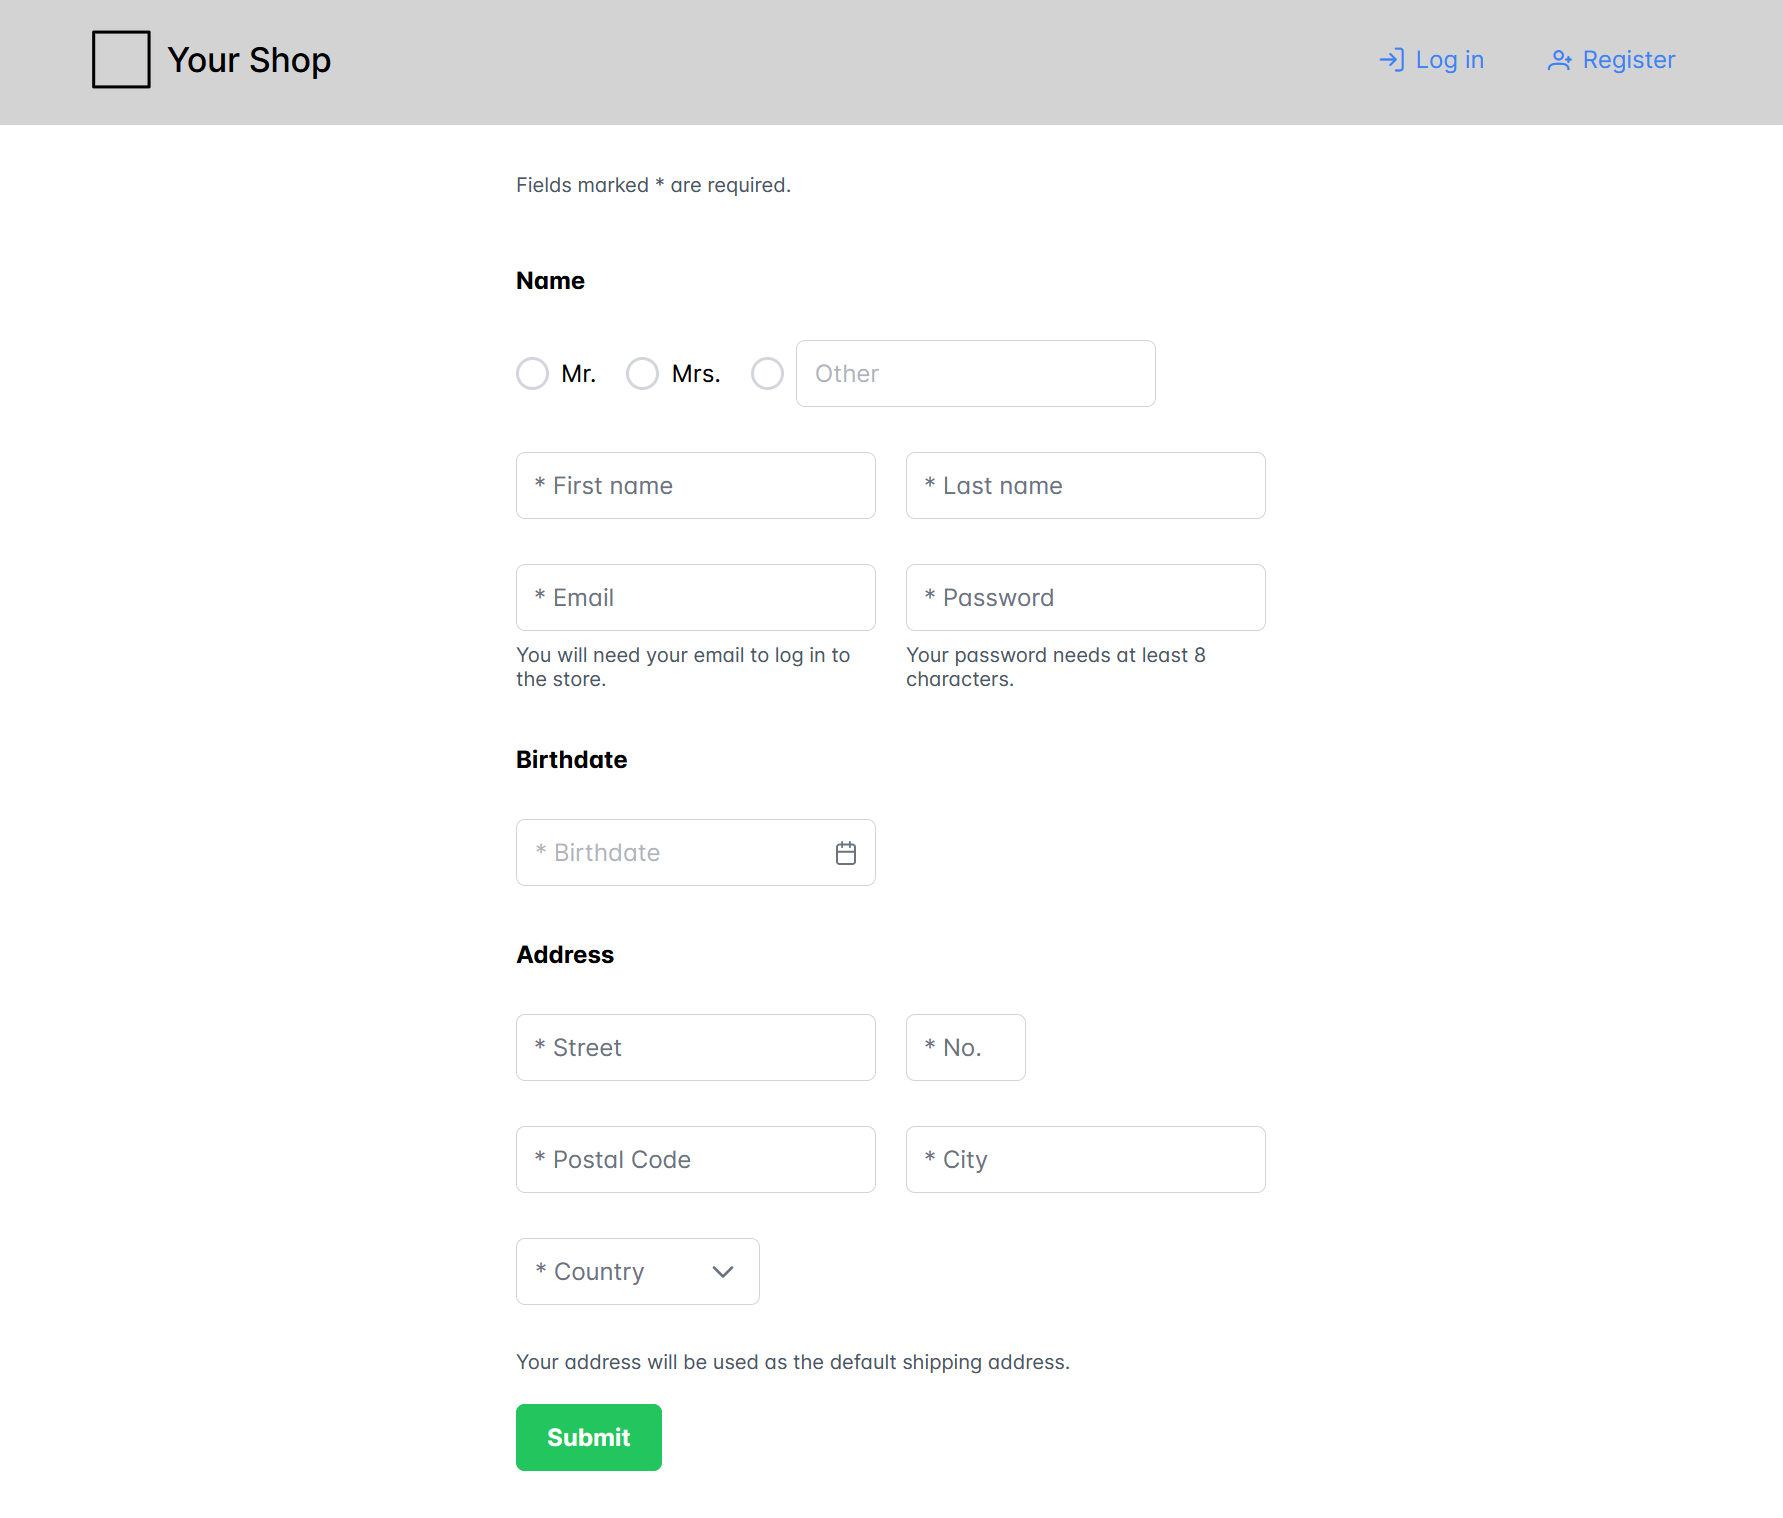 Your Shop
Log in
Register
Fields marked * are required.
Name
Mr.
Mrs.
Other
* First name
* Last name
* Email
* Password
You will need your email to log in to
the store.
Your password needs at least 8
characters.
Birthdate
* Birthdate
Address
* Street
* No.
* Postal Code
* City
* Country
Your address will be used as the default shipping address.
Submit